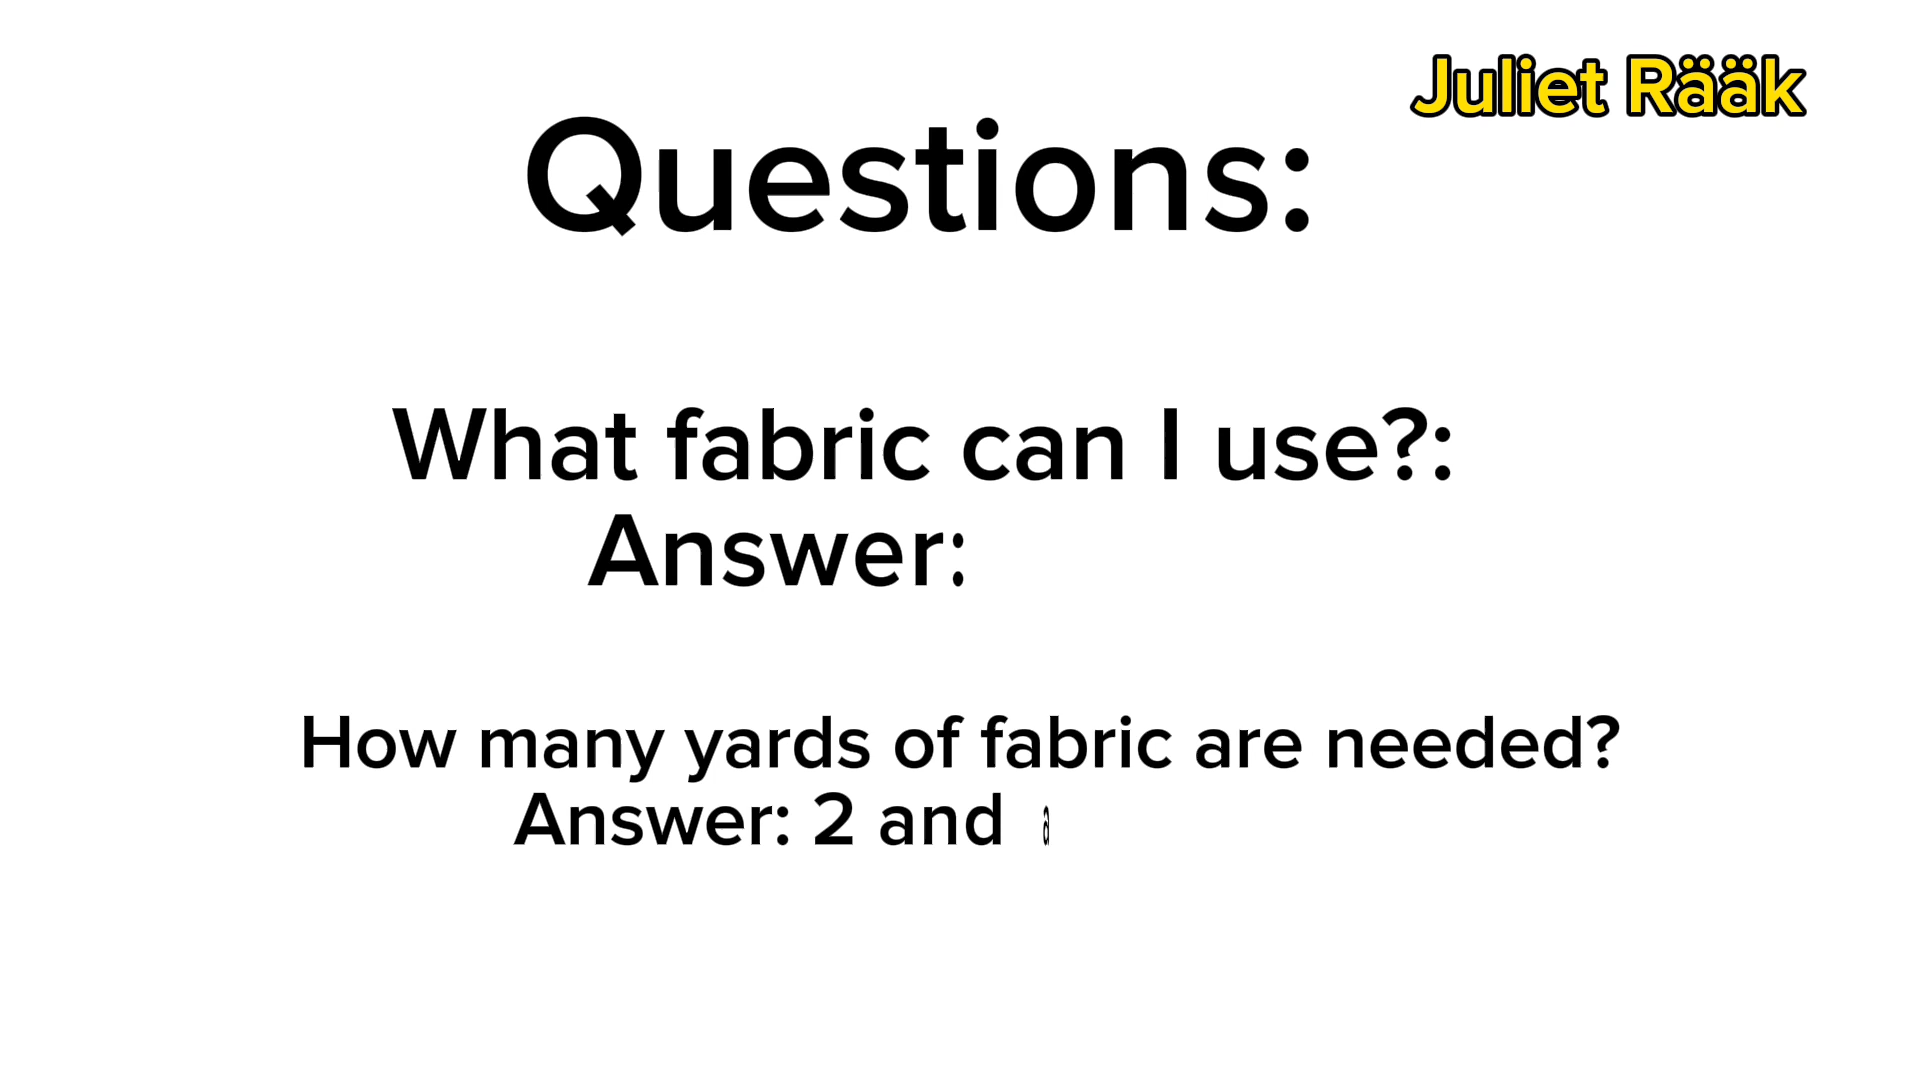 Juliet Rääk
Questions:
What fabric can I use?:
Answer:
How many yards of fabric are needed?
Answer: 2 and